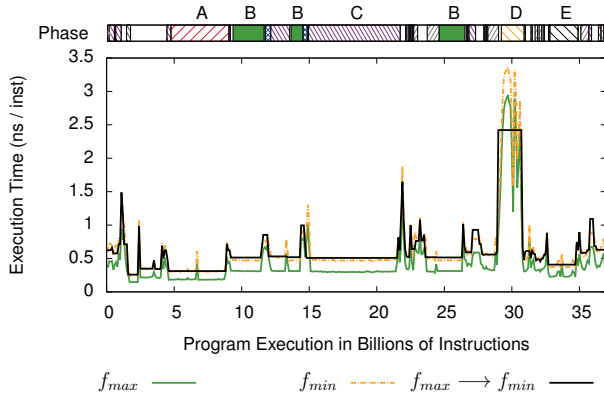 Phase A B B C B D E
3.5
3
2.5
2
1.5
1
0.5
0
Execution Time (ns / inst)
0 5 10 15 20 25 30 35
Program Execution in Billions of Instructions
f_max f_min f_max → f_min